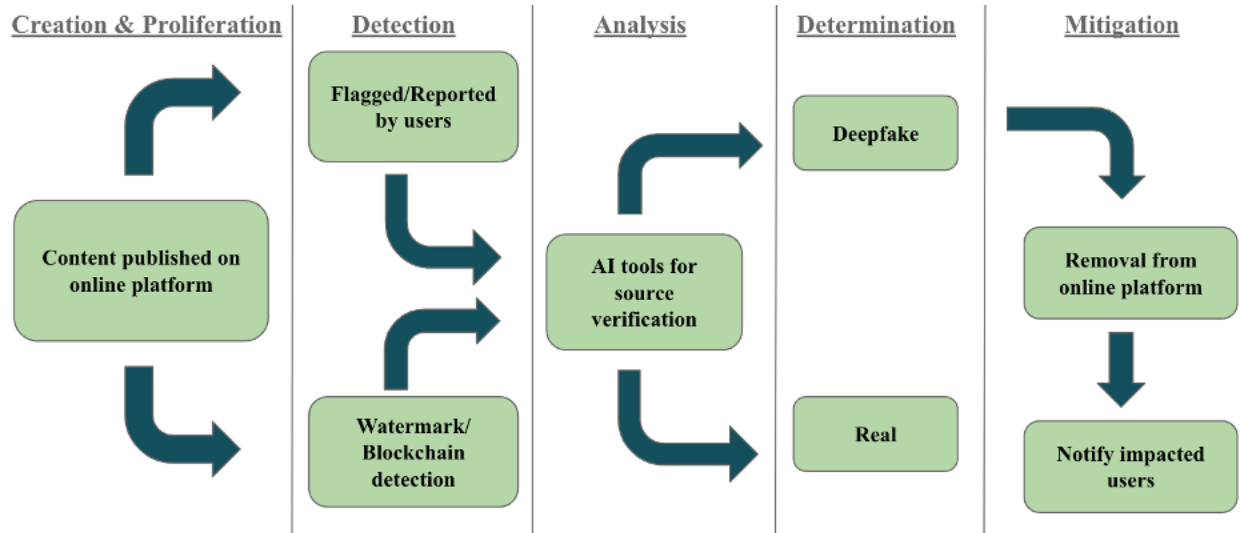 Creation & Proliferation
Detection
Analysis
Determination
Mitigation
Content published on
online platform
Flagged/Reported
by users
Watermark/
Blockchain
detection
AI tools for
source
verification
Deepfake
Real
Removal from
online platform
Notify impacted
users